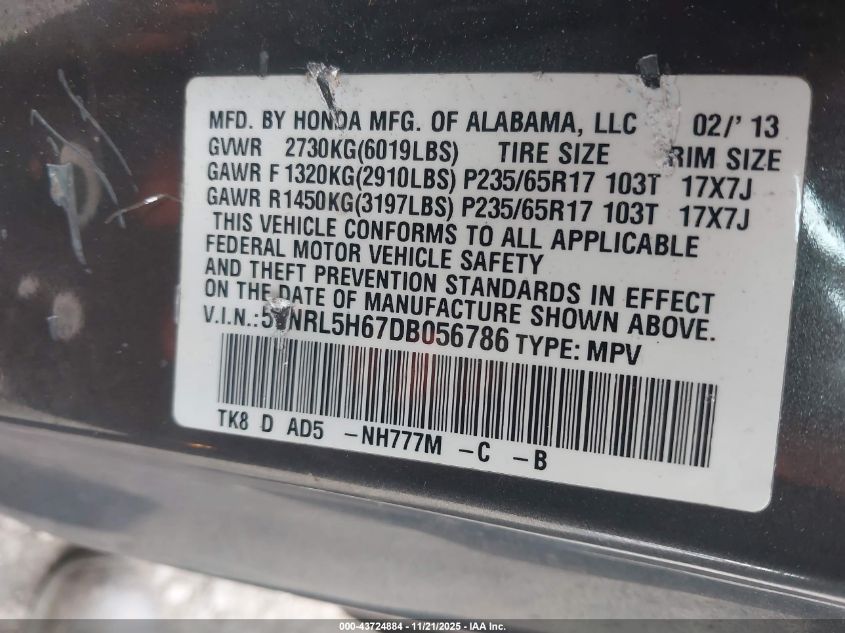 MFD. BY HONDA MFG. OF ALABAMA, LLC 02/' 13
GVWR 2730KG(6019LBS) TIRE SIZE RIM SIZE
GAWR F 1320KG(2910LBS) P235/65R17 103T 17X7J
GAWR R1450KG(3197LBS) P235/65R17 103T 17X7J
THIS VEHICLE CONFORMS TO ALL APPLICABLE
FEDERAL MOTOR VEHICLE SAFETY
AND THEFT PREVENTION STANDARDS IN EFFECT
ON THE DATE OF MANUFACTURE SHOWN ABOVE.
V.I.N.: TYPE: MPV
TK8 D AD5 -NH777M -C -B
000-43724884 - 11/21/2025 - IAA Inc.